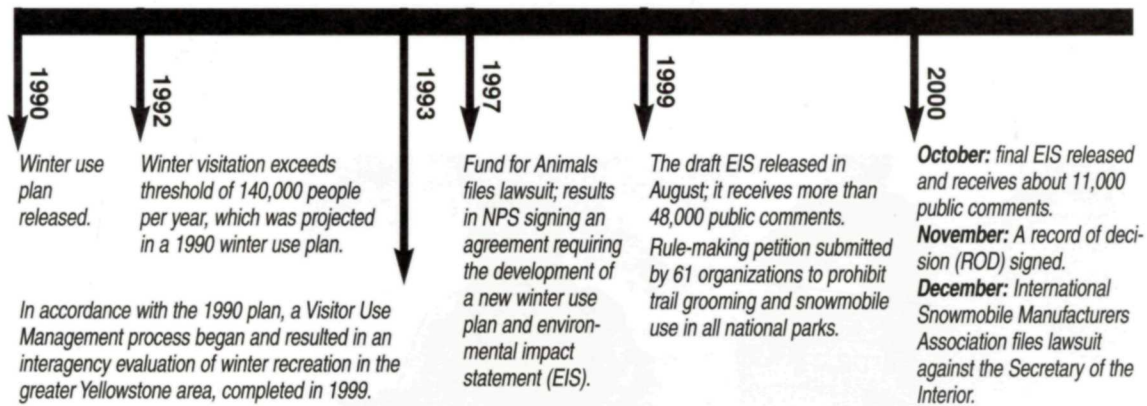 1990
Winter use
plan
released.
1992
Winter visitation exceeds
threshold of 140,000 people
per year, which was projected
in a 1990 winter use plan.
1993
In accordance with the 1990 plan, a Visitor Use
Management process began and resulted in an
interagency evaluation of winter recreation in the
greater Yellowstone area, completed in 1999.
1997
Fund for Animals
files lawsuit; results
in NPS signing an
agreement requiring
the development of
a new winter use
plan and environ-
mental impact
statement (EIS).
1999
The draft EIS released in
August; it receives more than
48,000 public comments.
Rule-making petition submitted
by 61 organizations to prohibit
trail grooming and snowmobile
use in all national parks.
2000
October: final EIS released
and receives about 11,000
public comments.
November: A record of deci-
sion (ROD) signed.
December: International
Snowmobile Manufacturers
Association files lawsuit
against the Secretary of the
Interior.